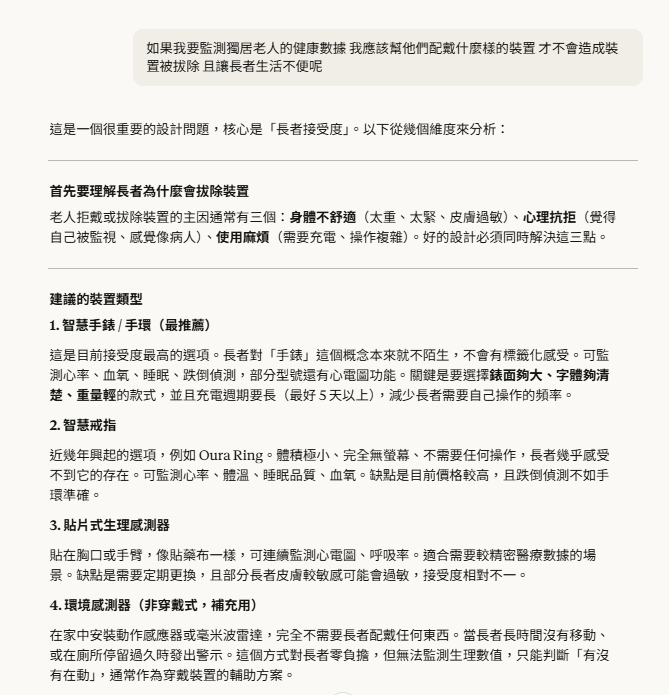 如果我要監測獨居老人的健康數據 我應該幫他們配戴什麼樣的裝置 才不會造成裝
置被拔除 且讓長者生活不便呢
這是一個很重要的設計問題，核心是「長者接受度」。以下從幾個維度來分析：
首先要理解長者為什麼會拔除裝置
老人拒戴或拔除裝置的主因通常有三個：身體不舒適（太重、太緊、皮膚過敏）、心理抗拒（覺得
自己被監視、感覺像病人）、使用麻煩（需要充電、操作複雜）。好的設計必須同時解決這三點。
建議的裝置類型
1. 智慧手錶 / 手環（最推薦）
這是目前接受度最高的選項。長者對「手錶」這個概念本來就不陌生，不會有標籤化感受。可監
測心率、血氧、睡眠、跌倒偵測，部分型號還有心電圖功能。關鍵是要選擇錶面夠大、字體夠清
楚、重量輕的款式，並且充電週期要長（最好 5 天以上），減少長者需要自己操作的頻率。
2. 智慧戒指
近幾年興起的選項，例如 Oura Ring。體積極小、完全無螢幕、不需要任何操作，長者幾乎感受
不到它的存在。可監測心率、體溫、睡眠品質、血氧。缺點是目前價格較高，且跌倒偵測不如手
環準確。
3. 貼片式生理感測器
貼在胸口或手臂，像貼藥布一樣，可連續監測心電圖、呼吸率。適合需要較精密醫療數據的場
景。缺點是需要定期更換，且部分長者皮膚較敏感可能會過敏，接受度相對不一。
4. 環境感測器（非穿戴式，補充用）
在家中安裝動作感應器或毫米波雷達，完全不需要長者配戴任何東西。當長者長時間沒有移動、
或在廁所停留過久時發出警示。這個方式對長者零負擔，但無法監測生理數值，只能判斷「有沒
有在動」，通常作為穿戴裝置的輔助方案。